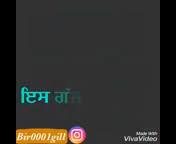 ਇਸ ਗੱਲ
Bir0001gill
Made With
VivaVideo